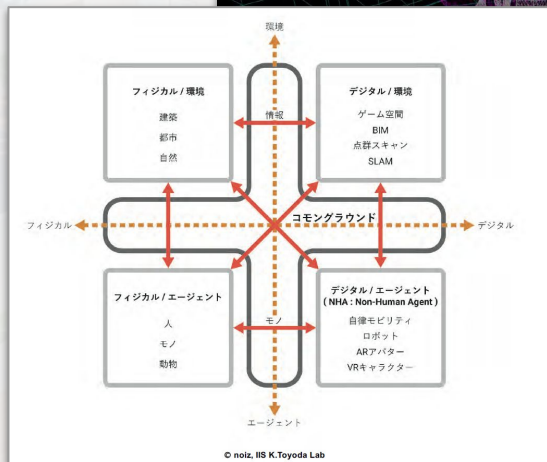 環境
フィジカル / 環境
建築
都市
自然
情報
デジタル / 環境
ゲーム空間
BIM
点群スキャン
SLAM
フィジカル
コモングラウンド
デジタル
フィジカル / エージェント
人
モノ
動物
モノ
デジタル / エージェント
( NHA : Non-Human Agent )
自律モビリティ
ロボット
ARアバター
VRキャラクター
エージェント
© noiz, IIS K.Toyoda Lab